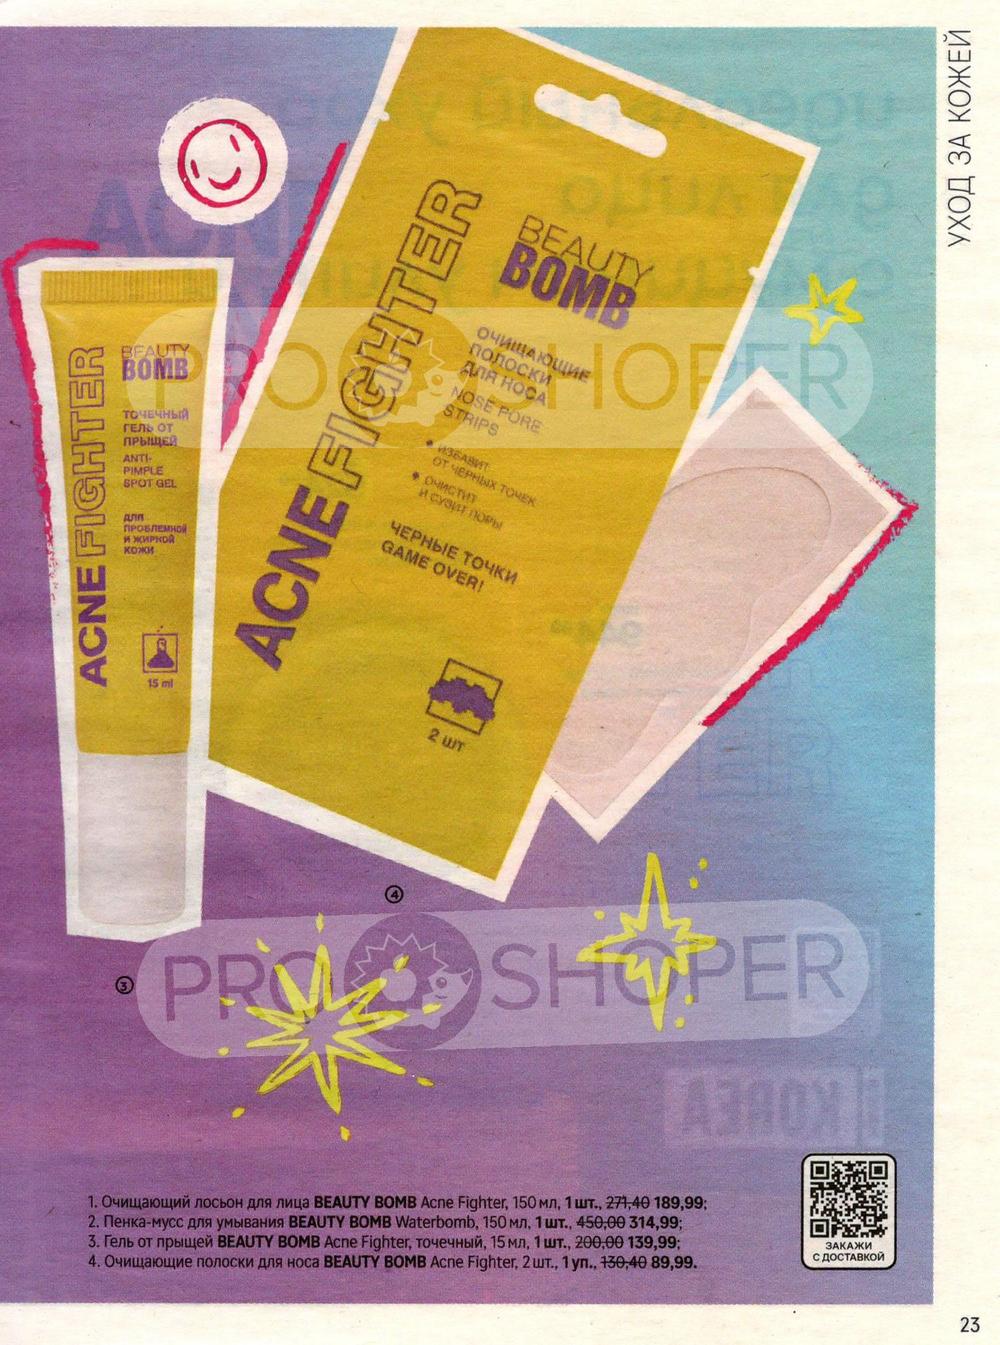 УХОД ЗА КОЖЕЙ
BEAUTY
BOMB
ACNE FIGHTER
ТОЧЕЧНЫЙ
ГЕЛЬ ОТ
ПРЫЩЕЙ
ANTI-
PIMPLE
SPOT GEL
ДЛЯ
ПРОБЛЕМНОЙ
И ЖИРНОЙ
КОЖИ
15 ml
ACNE FIGHTER
BEAUTY
BOMB
ОЧИЩАЮЩИЕ
ПОЛОСКИ
ДЛЯ НОСА
NOSE PORE
STRIPS
• ИЗБАВИТ
ОТ ЧЕРНЫХ ТОЧЕК
• ОЧИСТИТ
И СУЗИТ ПОРЫ
ЧЕРНЫЕ ТОЧКИ
GAME OVER!
2 ШТ
PRO SHOPER
4
3
PRO SHOPER
1. Очищающий лосьон для лица BEAUTY BOMB Acne Fighter, 150 мл, 1 шт., 271,40 189,99;
2. Пенка-мусс для умывания BEAUTY BOMB Waterbomb, 150 мл, 1 шт., 450,00 314,99;
3. Гель от прыщей BEAUTY BOMB Acne Fighter, точечный, 15 мл, 1 шт., 200,00 139,99;
4. Очищающие полоски для носа BEAUTY BOMB Acne Fighter, 2 шт., 1 уп., 130,40 89,99.
ЗАКАЖИ
С ДОСТАВКОЙ
23